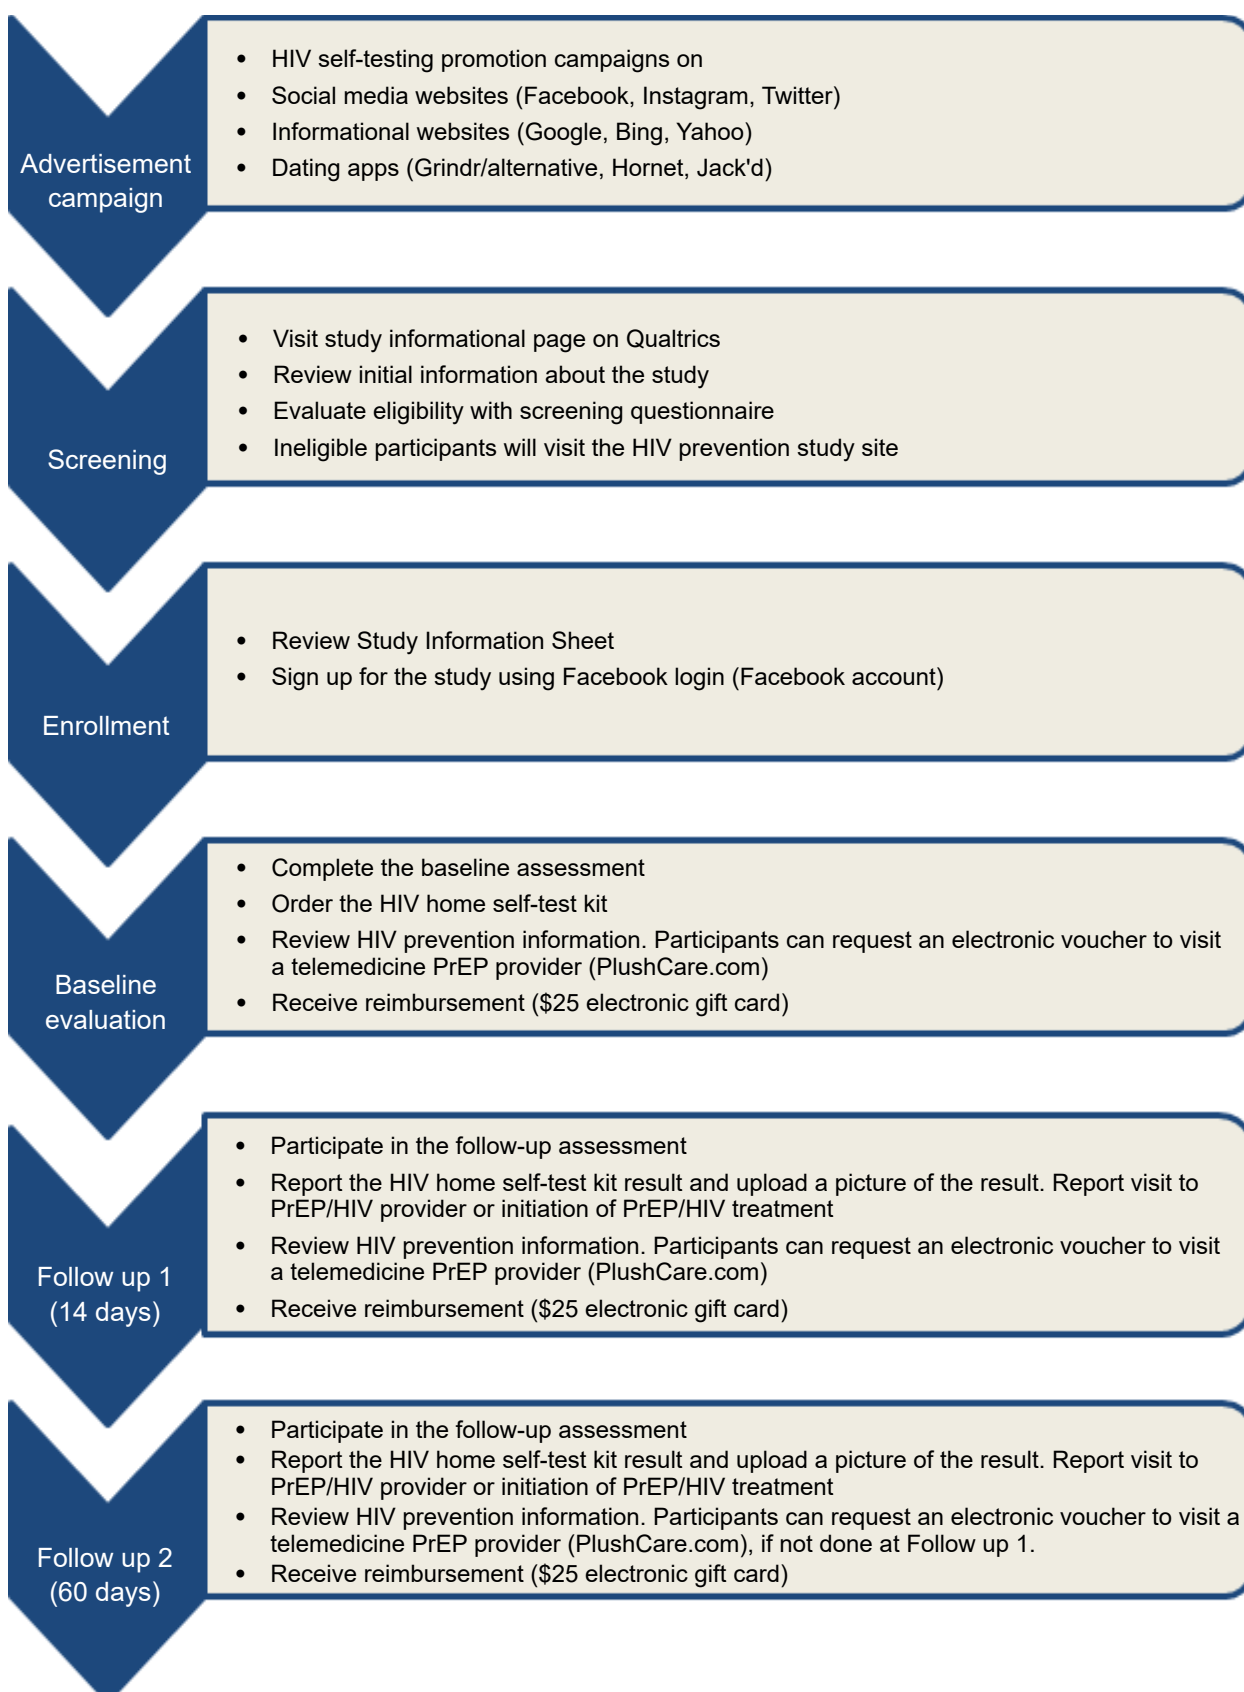 Advertisement
campaign
• HIV self-testing promotion campaigns on
• Social media websites (Facebook, Instagram, Twitter)
• Informational websites (Google, Bing, Yahoo)
• Dating apps (Grindr/alternative, Hornet, Jack'd)
Screening
• Visit study informational page on Qualtrics
• Review initial information about the study
• Evaluate eligibility with screening questionnaire
• Ineligible participants will visit the HIV prevention study site
Enrollment
• Review Study Information Sheet
• Sign up for the study using Facebook login (Facebook account)
Baseline
evaluation
• Complete the baseline assessment
• Order the HIV home self-test kit
• Review HIV prevention information. Participants can request an electronic voucher to visit
a telemedicine PrEP provider (PlushCare.com)
• Receive reimbursement ($25 electronic gift card)
Follow up 1
(14 days)
• Participate in the follow-up assessment
• Report the HIV home self-test kit result and upload a picture of the result. Report visit to
PrEP/HIV provider or initiation of PrEP/HIV treatment
• Review HIV prevention information. Participants can request an electronic voucher to visit
a telemedicine PrEP provider (PlushCare.com)
• Receive reimbursement ($25 electronic gift card)
Follow up 2
(60 days)
• Participate in the follow-up assessment
• Report the HIV home self-test kit result and upload a picture of the result. Report visit to
PrEP/HIV provider or initiation of PrEP/HIV treatment
• Review HIV prevention information. Participants can request an electronic voucher to visit a
telemedicine PrEP provider (PlushCare.com), if not done at Follow up 1.
• Receive reimbursement ($25 electronic gift card)